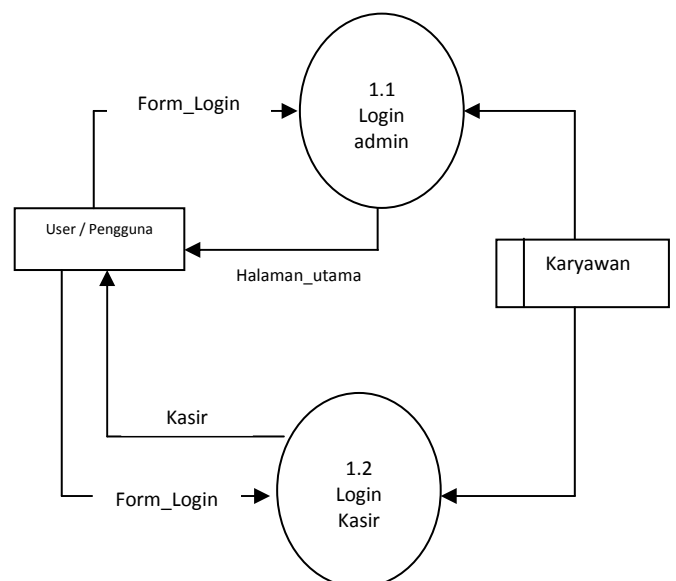 Form_Login
1.1
Login
admin
User / Pengguna
Halaman_utama
Karyawan
Kasir
1.2
Login
Kasir
Form_Login